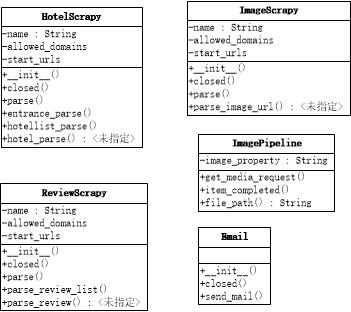 HotelScrapy
-name : String
-allowed_domains
-start_urls
+__init__()
+closed()
+parse()
+entrance_parse()
+hotellist_parse()
+hotel_parse() : <未指定>
ImageScrapy
-name : String
-allowed_domains
-start_urls
+__init__()
+closed()
+parse()
+parse_image_url() : <未指定>
ImagePipeline
-image_property : String
+get_media_request()
+item_completed()
+file_path() : String
ReviewScrapy
-name : String
-allowed_domains
-start_urls
+__init__()
+closed()
+parse()
+parse_review_list()
+parse_review() : <未指定>
Email
+__init__()
+closed()
+send_mail()